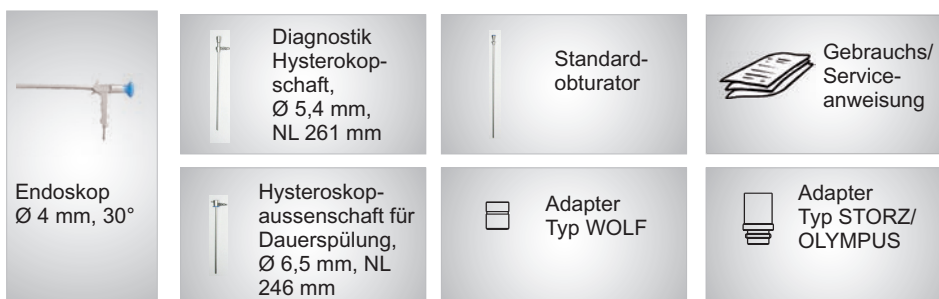 Endoskop
Ø 4 mm, 30°
Diagnostik
Hysterokop-
schaft,
Ø 5,4 mm,
NL 261 mm
Standard-
obturator
Gebrauchs/
Service-
anweisung
Hysteroskop-
aussenschaft für
Dauerspülung,
Ø 6,5 mm, NL
246 mm
Adapter
Typ WOLF
Adapter
Typ STORZ/
OLYMPUS